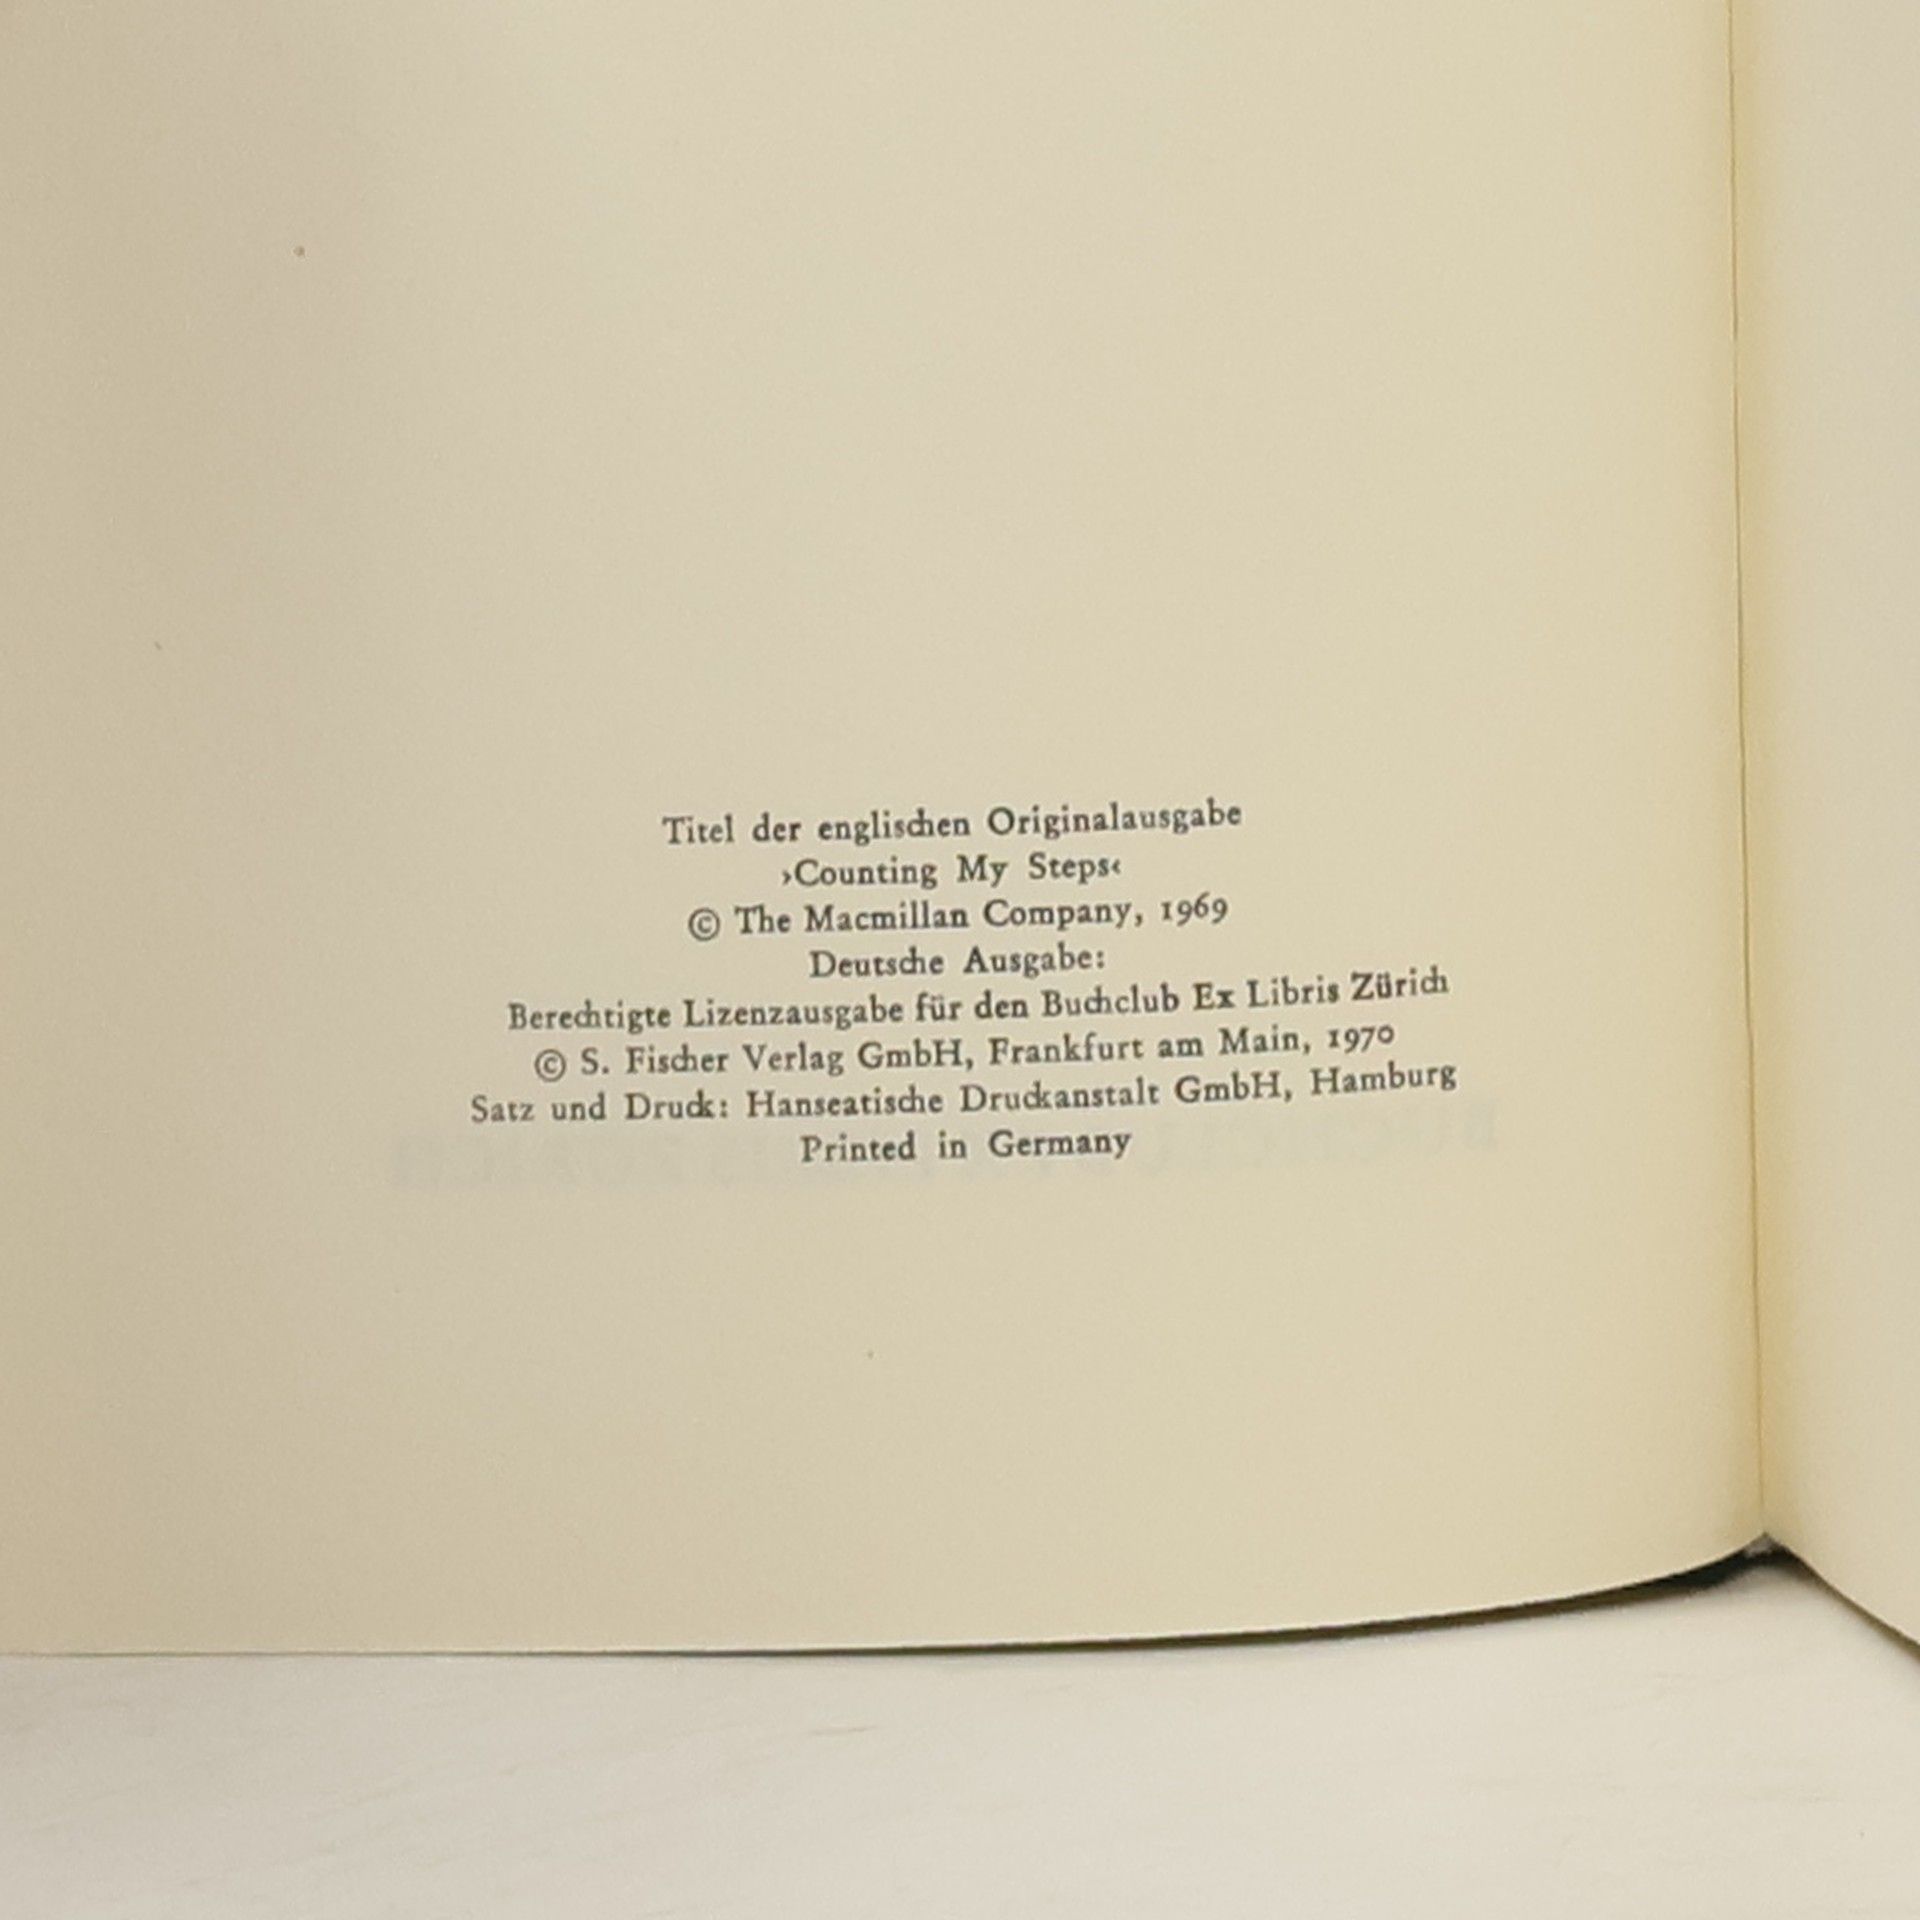 Titel der englischen Originalausgabe
›Counting My Steps‹
© The Macmillan Company, 1969
Deutsche Ausgabe:
Berechtigte Lizenzausgabe für den Buchclub Ex Libris Zürich
© S. Fischer Verlag GmbH, Frankfurt am Main, 1970
Satz und Druck: Hanseatische Druckanstalt GmbH, Hamburg
Printed in Germany